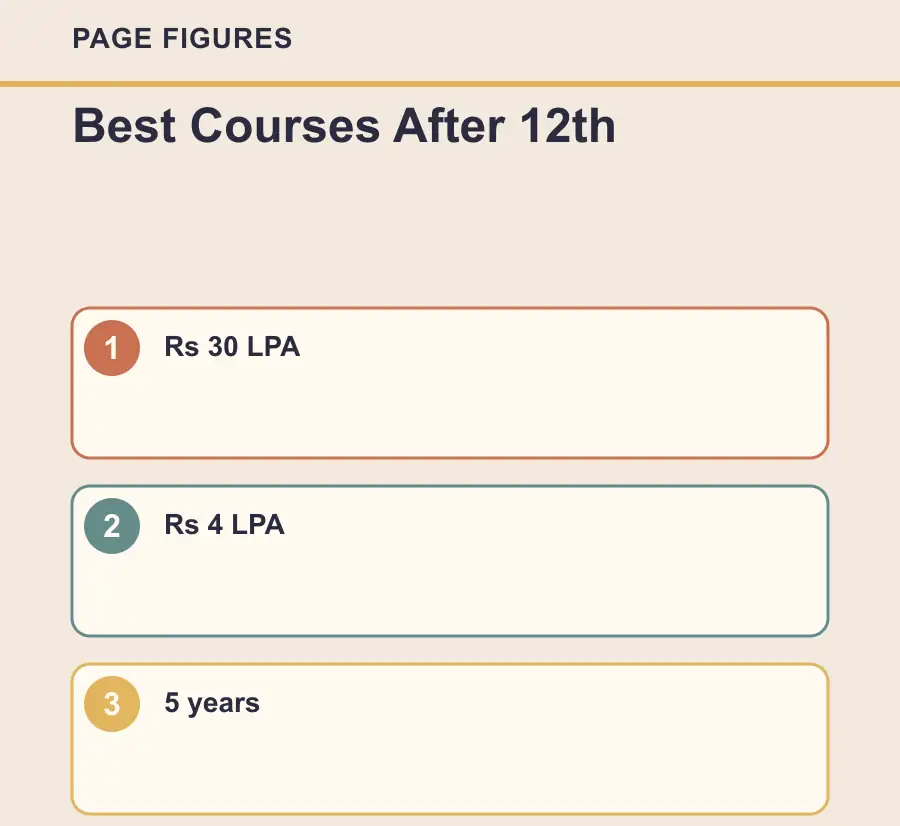 PAGE FIGURES
Best Courses After 12th
1 Rs 30 LPA
2 Rs 4 LPA
3 5 years